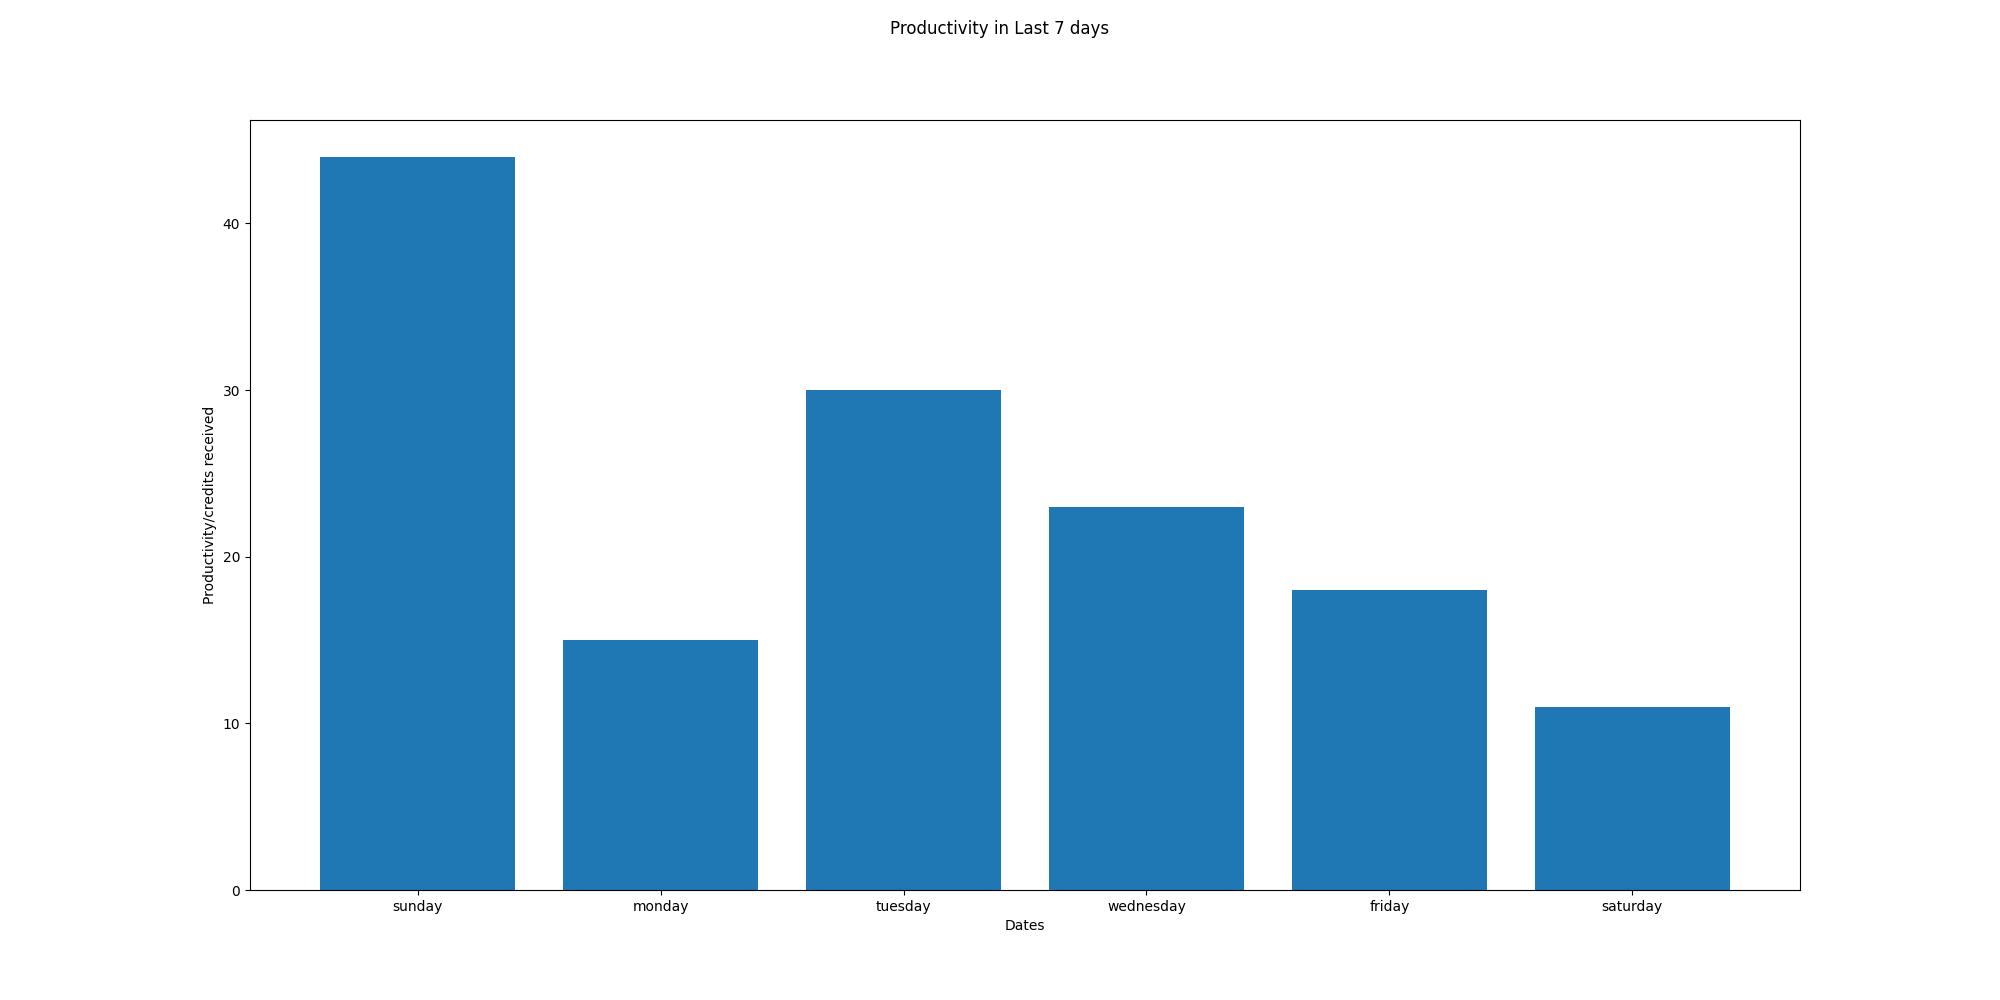 Productivity in Last 7 days
Productivity/credits received
40
30
20
10
0
sunday monday tuesday wednesday friday saturday
Dates